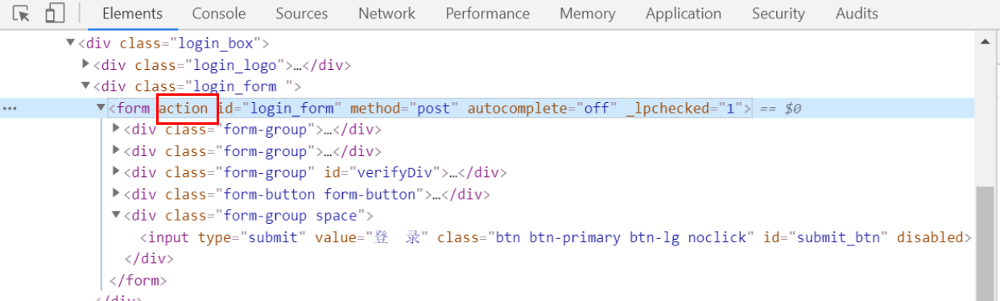 Elements Console Sources Network Performance Memory Application Security Audits
▼<div class="login_box">
▶<div class="login_logo">…</div>
▼<div class="login_form ">
… ▼<form action id="login_form" method="post" autocomplete="off" _lpchecked="1"> == $0
▶<div class="form-group">…</div>
▶<div class="form-group">…</div>
▶<div class="form-group" id="verifyDiv">…</div>
▶<div class="form-button form-button">…</div>
▼<div class="form-group space">
<input type="submit" value="登　录" class="btn btn-primary btn-lg noclick" id="submit_btn" disabled>
</div>
</form>
</div>